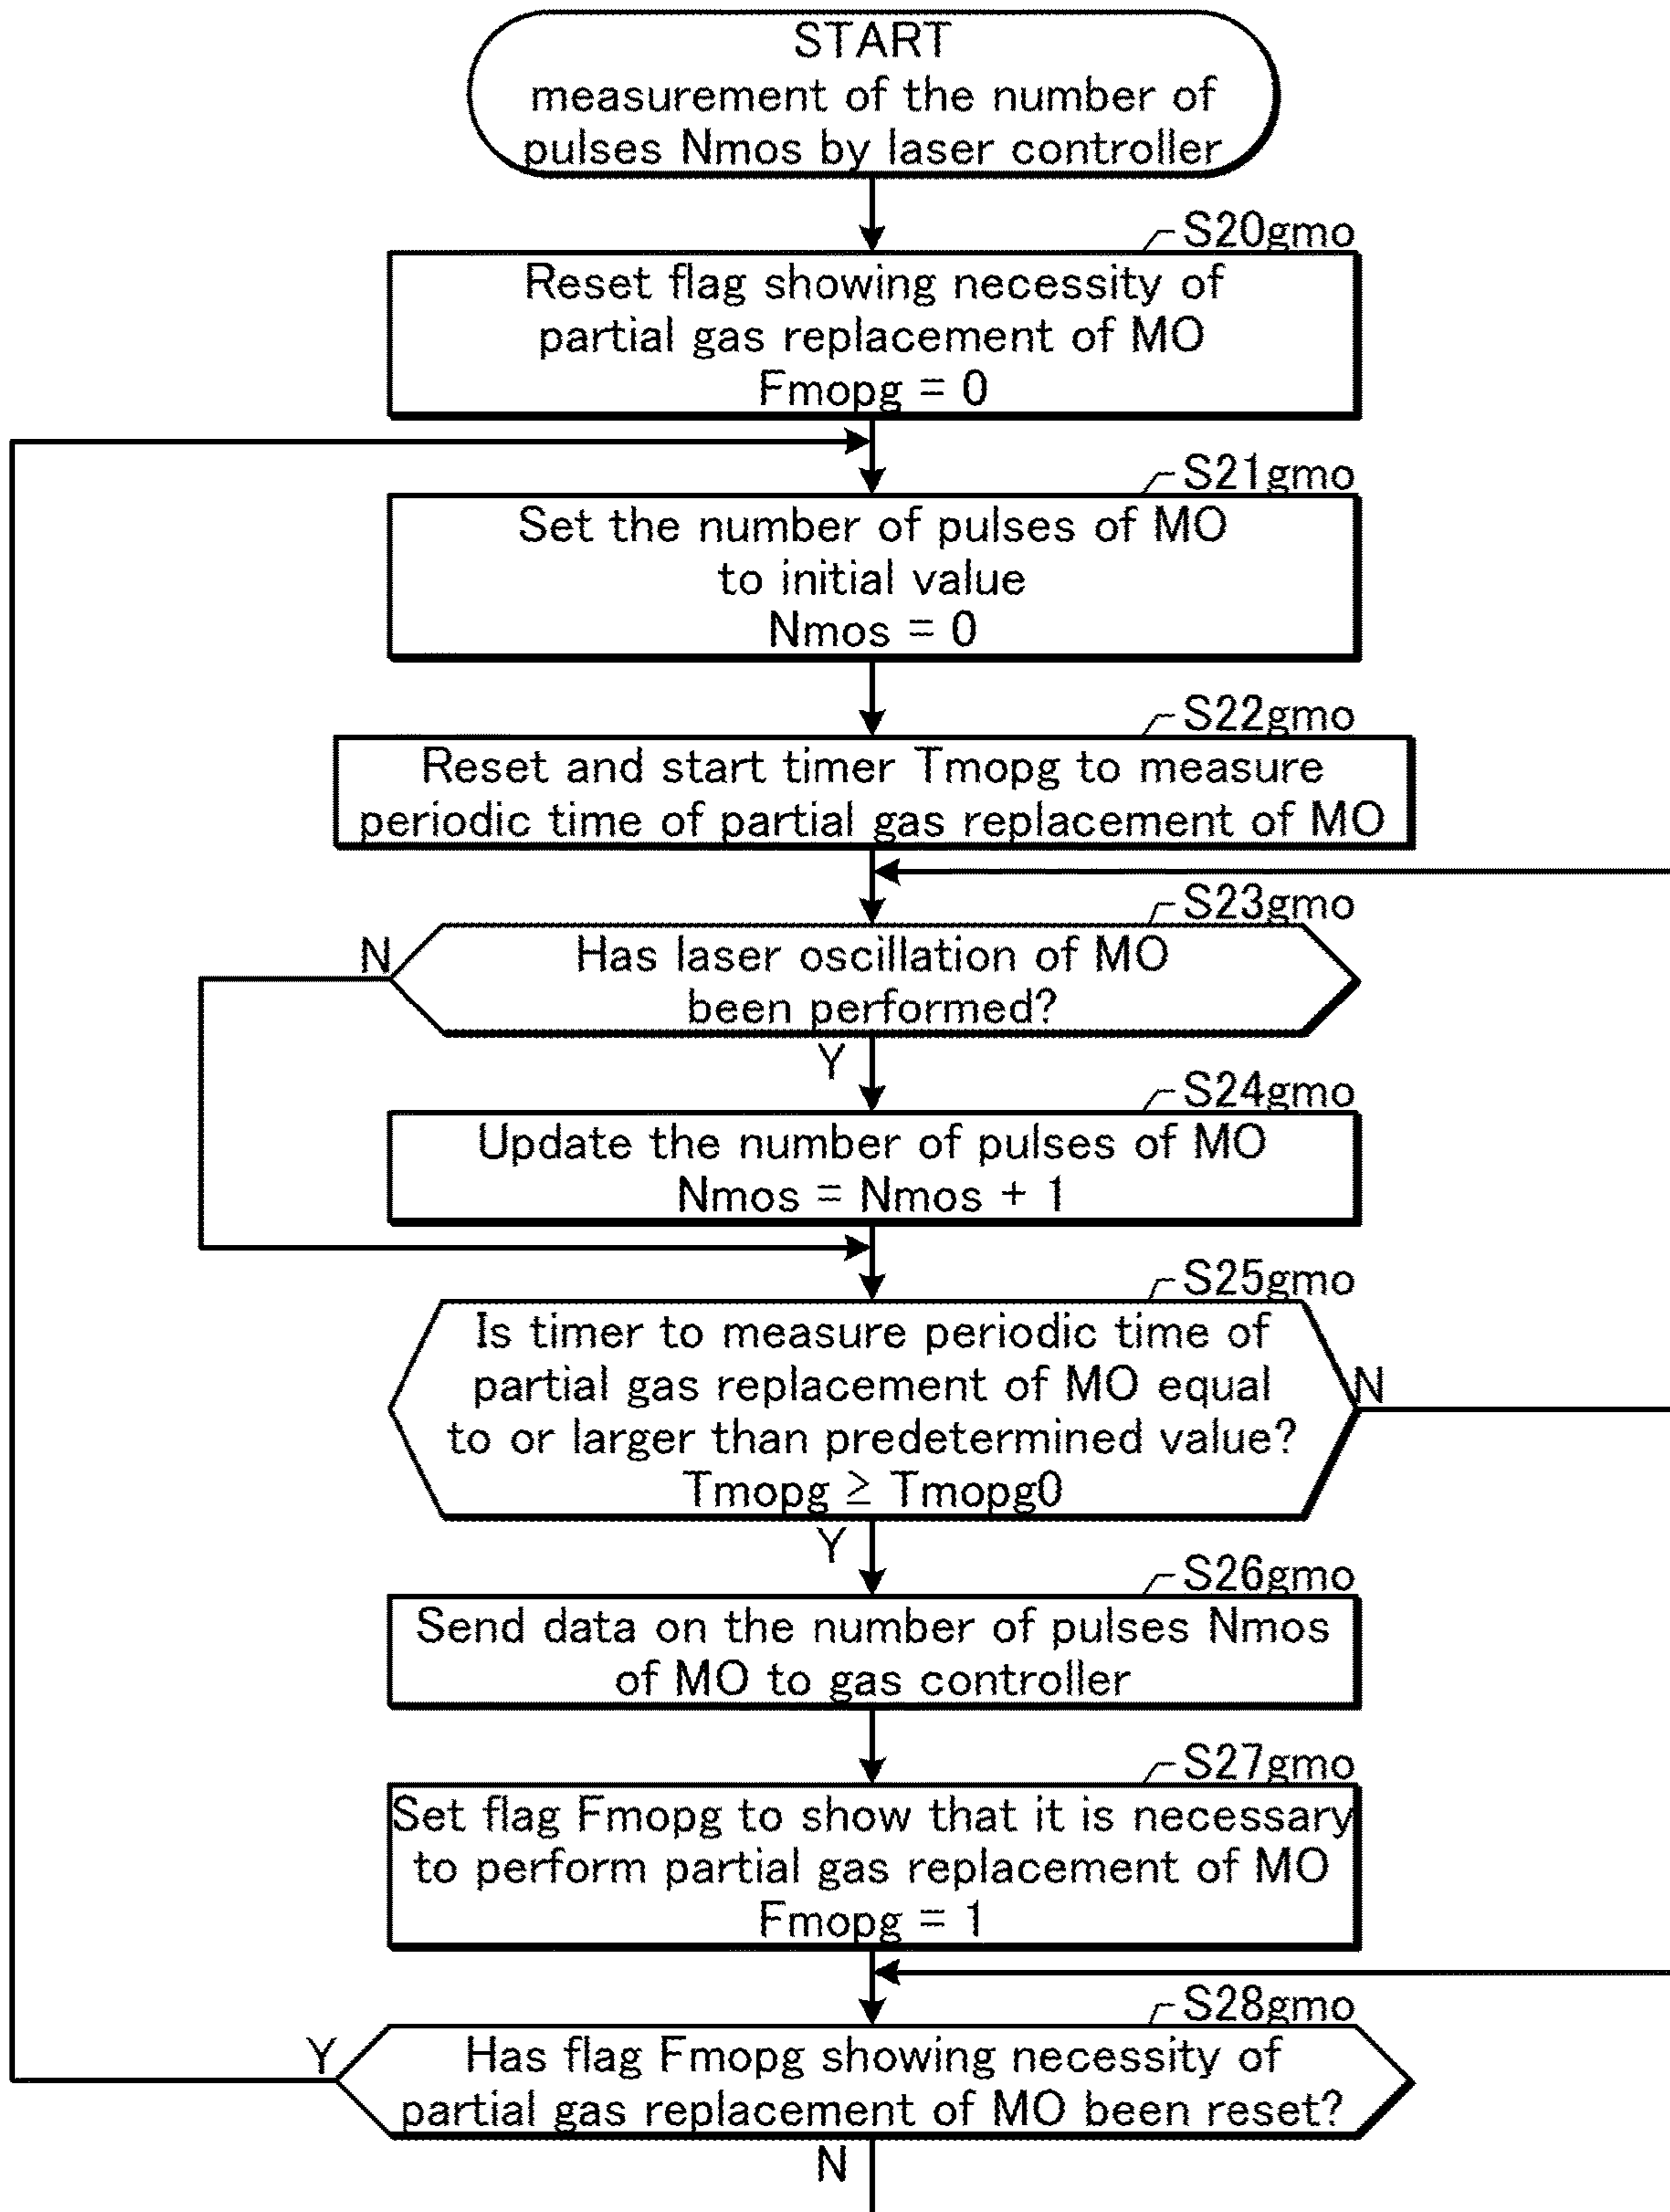 START
measurement of the number of
pulses Nmos by laser controller
S20gmo
Reset flag showing necessity of
partial gas replacement of MO
Fmopg = 0
S21gmo
Set the number of pulses of MO
to initial value
Nmos = 0
S22gmo
Reset and start timer Tmopg to measure
periodic time of partial gas replacement of MO
S23gmo
N
Has laser oscillation of MO
been performed?
Y
S24gmo
Update the number of pulses of MO
Nmos = Nmos + 1
S25gmo
Is timer to measure periodic time of
partial gas replacement of MO equal
N
to or larger than predetermined value?
Tmopg ≥ Tmopg0
Y
S26gmo
Send data on the number of pulses Nmos
of MO to gas controller
S27gmo
Set flag Fmopg to show that it is necessary
to perform partial gas replacement of MO
Fmopg = 1
S28gmo
Y
Has flag Fmopg showing necessity of
partial gas replacement of MO been reset?
N